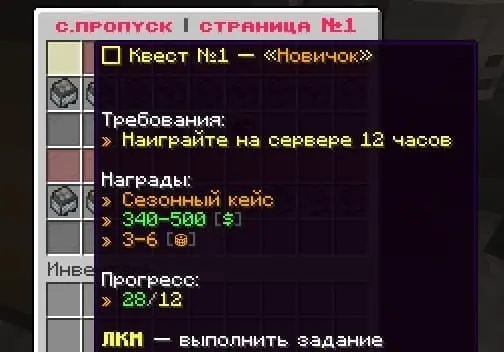 С.ПРОПУСК | СТРАНИЦА №1
Квест №1 — «Новичок»
Требования:
» Наиграйте на сервере 12 часов
Награды:
» Сезонный кейс
» 340-500 [$]
» 3-6 []
Инве
Прогресс:
» 28/12
ЛКМ — выполнить задание